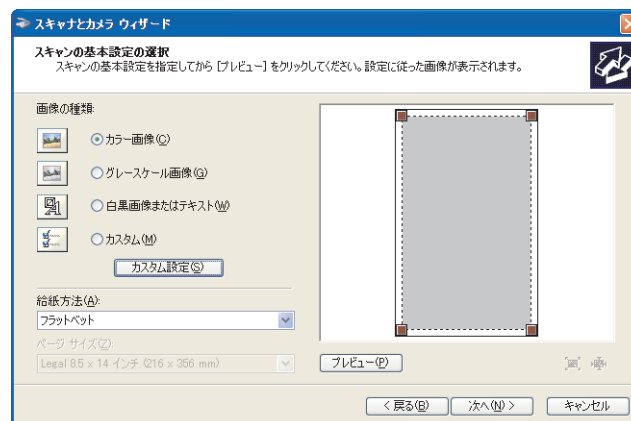 スキャナとカメラ ウィザード
スキャンの基本設定の選択
スキャンの基本設定を指定してから [プレビュー] をクリックしてください。設定に従った画像が表示されます。
画像の種類:
カラー画像(C)
グレースケール画像(G)
白黒画像またはテキスト(W)
カスタム(M)
カスタム設定(S)
給紙方法(A):
フラットベット
ページ サイズ(Z):
Legal 8.5 x 14 インチ (216 x 356 mm)
プレビュー(P)
< 戻る(B)
次へ(N) >
キャンセル